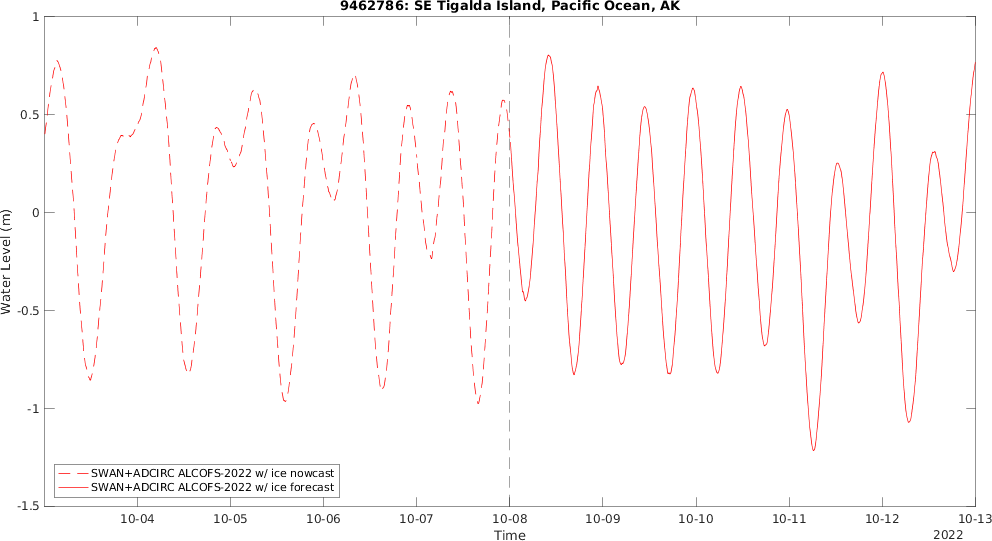 9462786: SE Tigalda Island, Pacific Ocean, AK
1
0.5
0
-0.5
-1
-1.5
Water Level (m)
SWAN+ADCIRC ALCOFS-2022 w/ ice nowcast
SWAN+ADCIRC ALCOFS-2022 w/ ice forecast
10-04 10-05 10-06 10-07 10-08 10-09 10-10 10-11 10-12 10-13
Time
2022